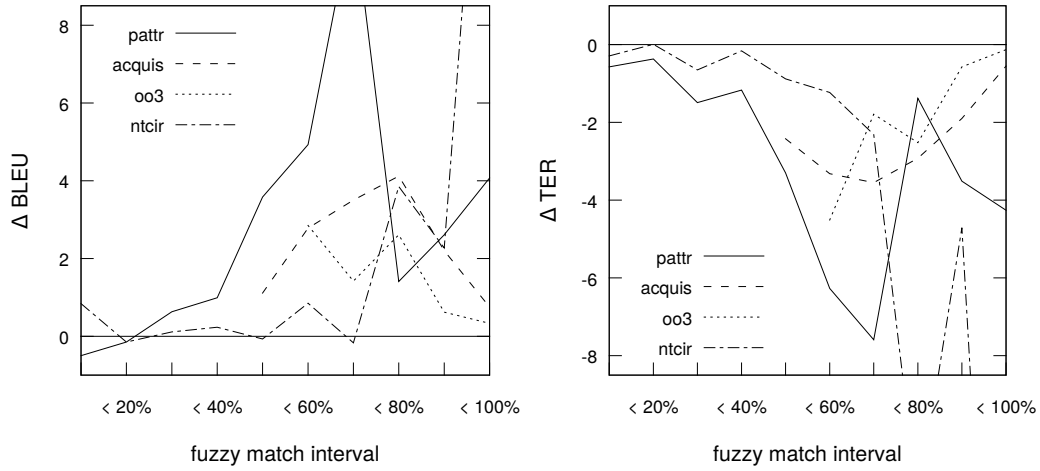 8
6
4
2
0
Δ BLEU
pattr
acquis
oo3
ntcir
< 20% < 40% < 60% < 80% < 100%
fuzzy match interval
0
-2
-4
-6
-8
Δ TER
pattr
acquis
oo3
ntcir
< 20% < 40% < 60% < 80% < 100%
fuzzy match interval